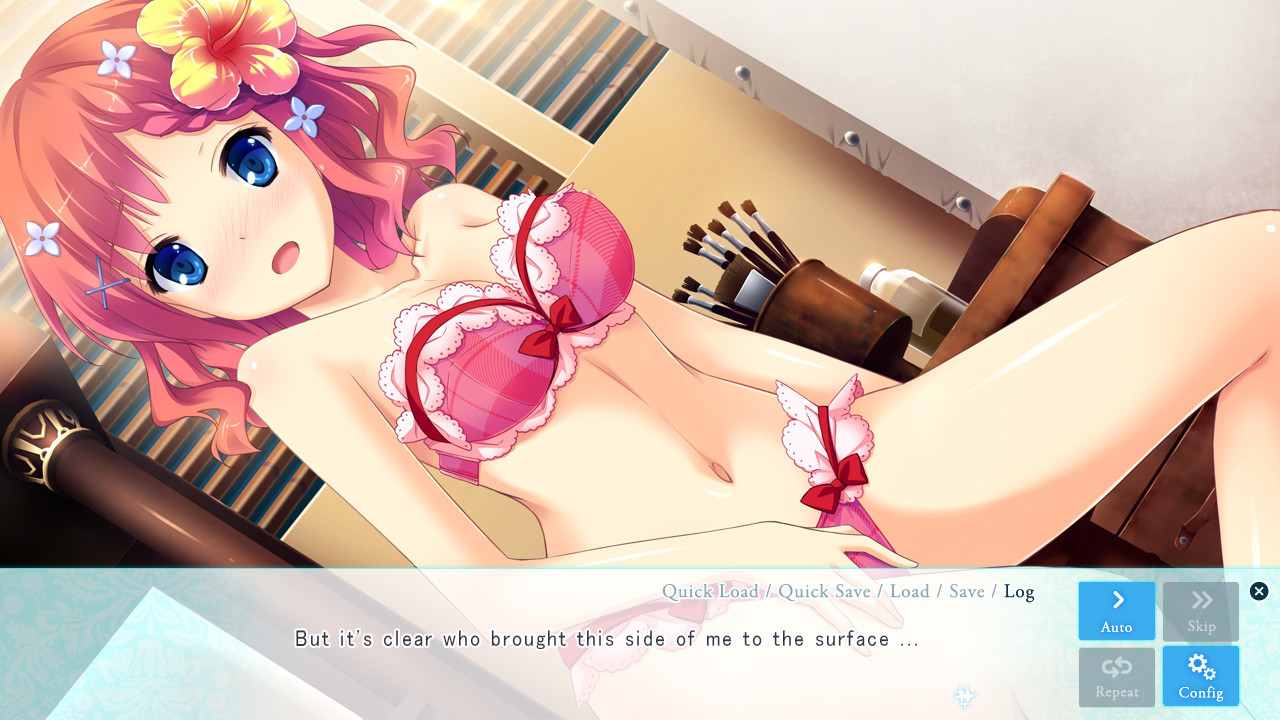 Quick Load / Quick Save / Load / Save / Log
But it's clear who brought this side of me to the surface ...
Auto
Skip
Repeat
Config